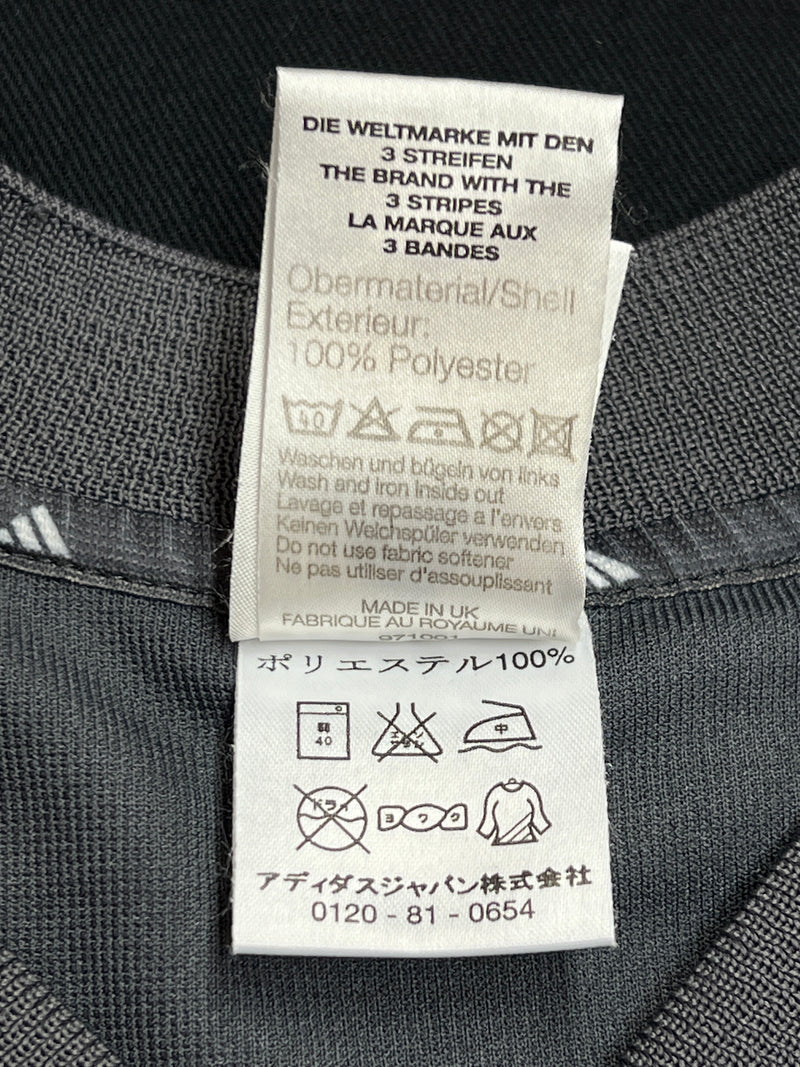 DIE WELTMARKE MIT DEN
3 STREIFEN
THE BRAND WITH THE
3 STRIPES
LA MARQUE AUX
3 BANDES
Obermaterial/Shell
Exterieur:
100% Polyester
40
Waschen und bügeln von links
Wash and iron inside out
Lavage et repassage a l'envers
Keinen Weichspüler verwenden
Do not use fabric softener
Ne pas utiliser d'assouplissant
MADE IN UK
FABRIQUE AU ROYAUME UNI
ポリエステル100%
弱
40
中
ドライ
ヨワク
アディダスジャパン株式会社
0120 - 81 - 0654